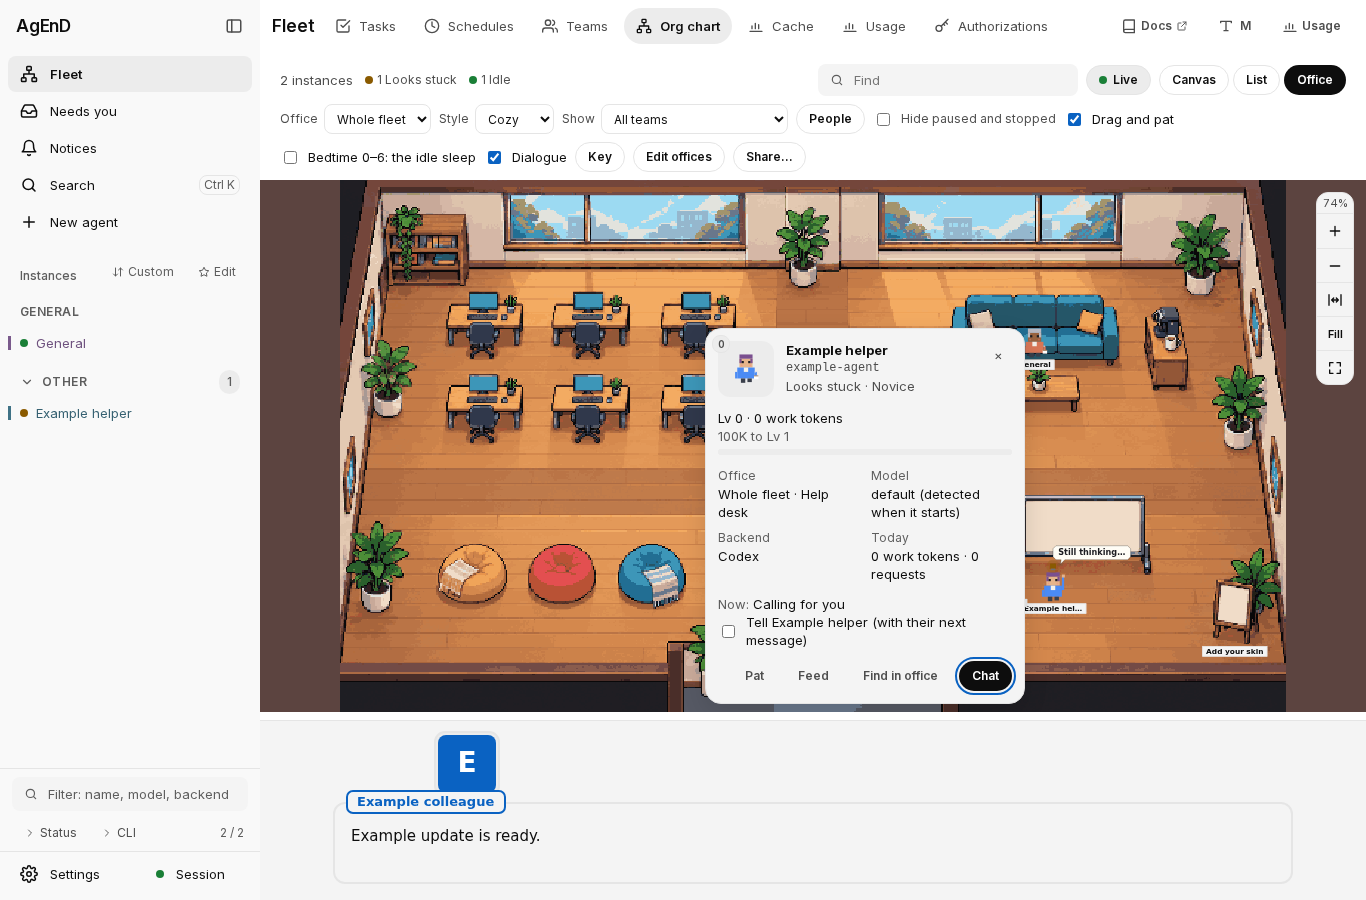 AgEnD
Fleet
Needs you
Notices
Search
Ctrl K
New agent
Instances
Custom
Edit
GENERAL
General
OTHER
1
Example helper
Filter: name, model, backend
Status
CLI
2 / 2
Settings
Session
Fleet
Tasks
Schedules
Teams
Org chart
Cache
Usage
Authorizations
Docs
M
Usage
2 instances
1 Looks stuck
1 Idle
Find
Live
Canvas
List
Office
Office
Whole fleet
Style
Cozy
Show
All teams
People
Hide paused and stopped
Drag and pat
Bedtime 0–6: the idle sleep
Dialogue
Key
Edit offices
Share...
74%
Fill
eneral
0
Example helper
example-agent
Looks stuck · Novice
×
Lv 0 · 0 work tokens
100K to Lv 1
Office
Whole fleet · Help
desk
Model
default (detected
when it starts)
Backend
Codex
Today
0 work tokens · 0
requests
Now: Calling for you
Tell Example helper (with their next
message)
Pat
Feed
Find in office
Chat
Still thinking...
Example hel...
Add your skin
E
Example colleague
Example update is ready.